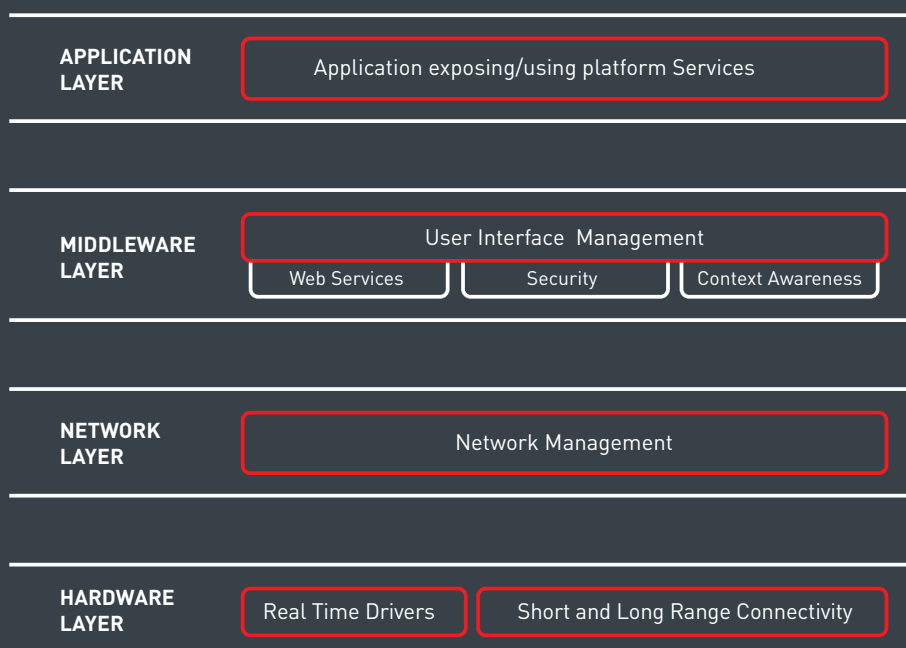 APPLICATION
LAYER
Application exposing/using platform Services
MIDDLEWARE
LAYER
User Interface Management
Web Services
Security
Context Awareness
NETWORK
LAYER
Network Management
HARDWARE
LAYER
Real Time Drivers
Short and Long Range Connectivity